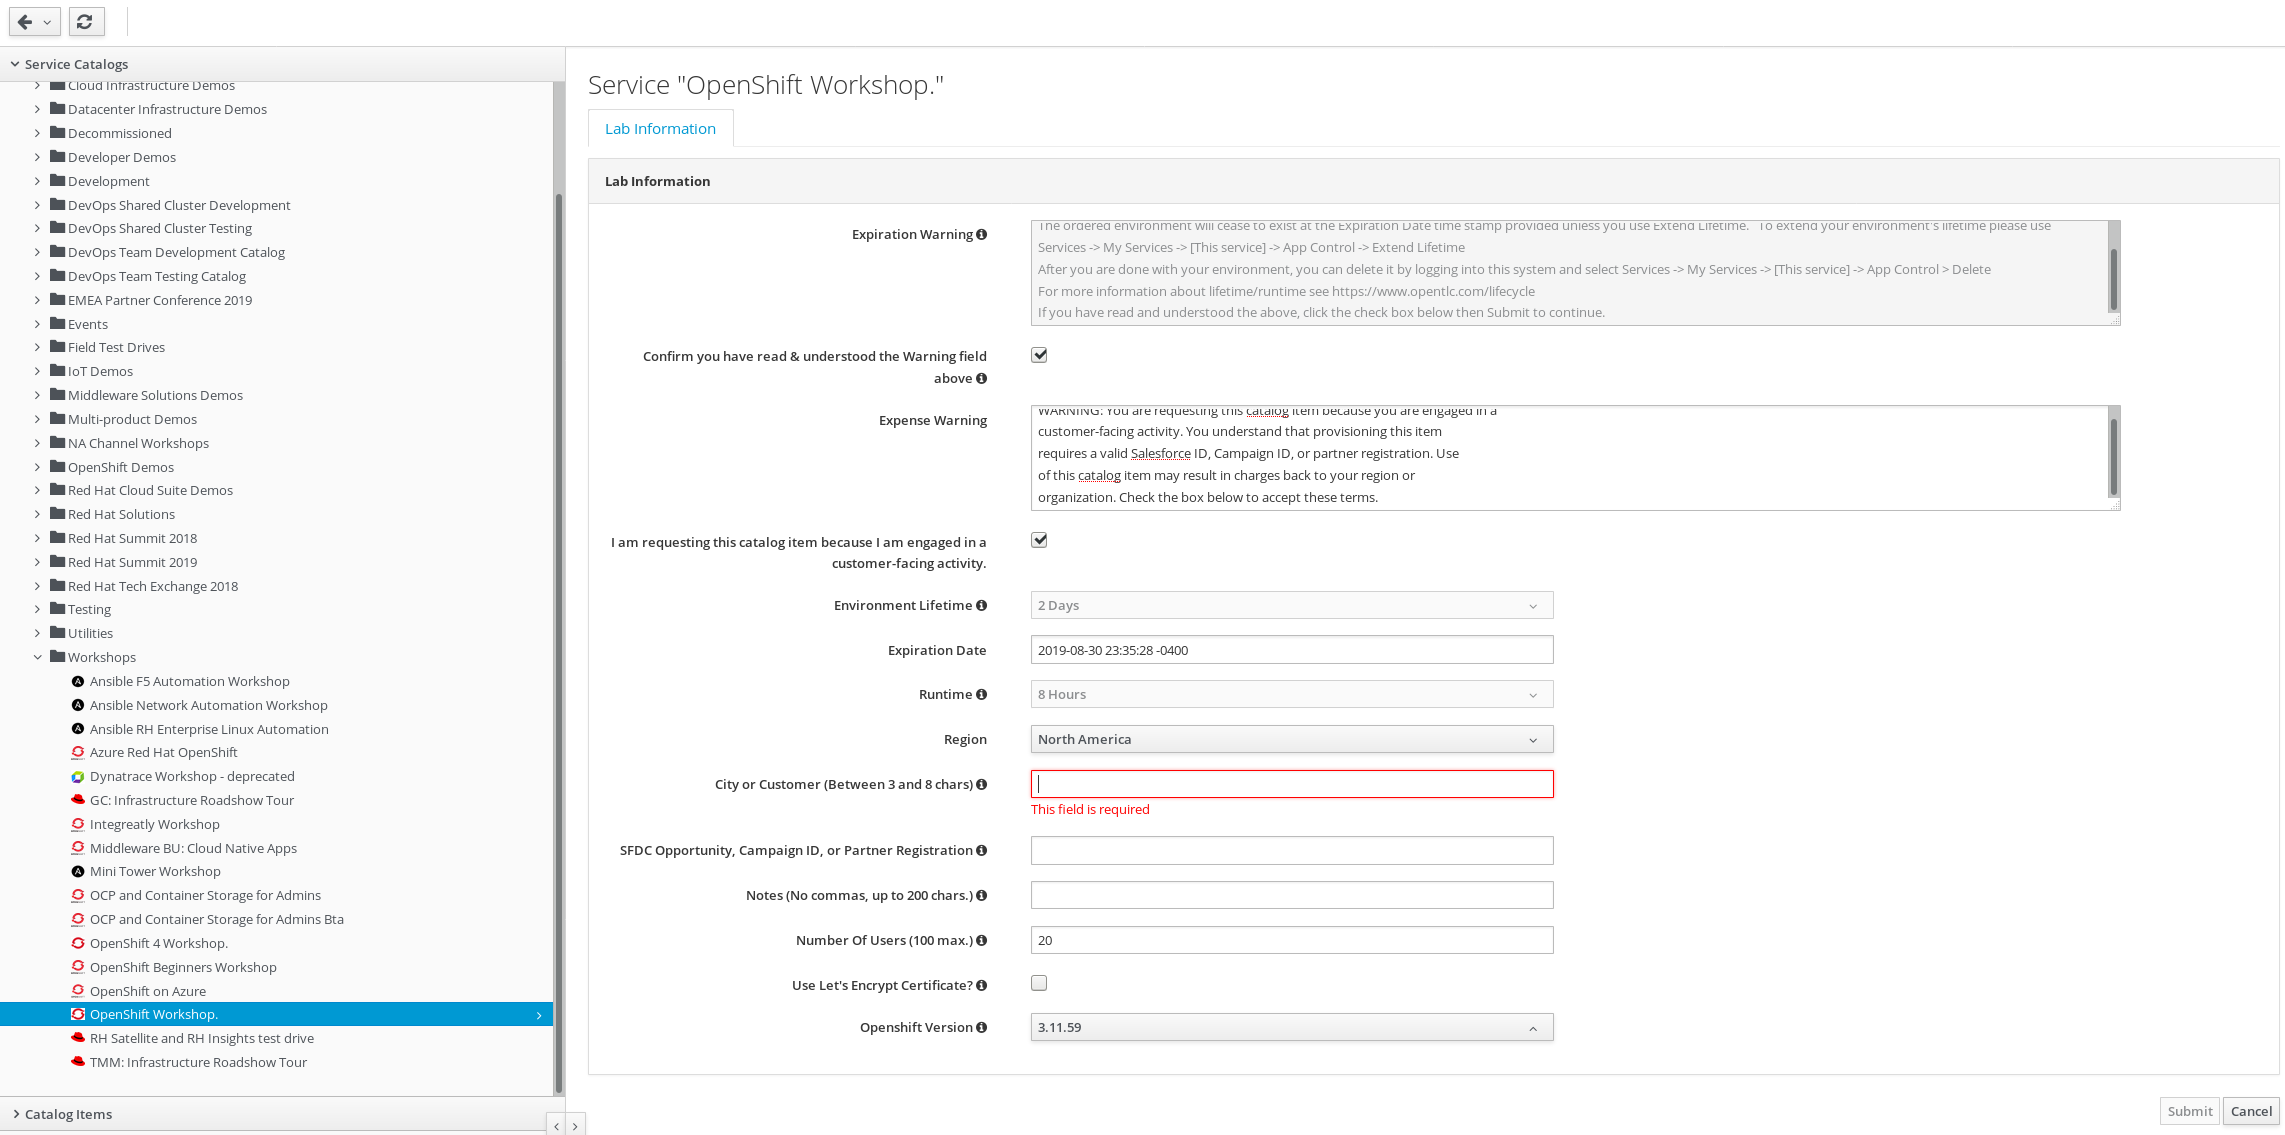 Service Catalogs
Cloud Infrastructure Demos
Datacenter Infrastructure Demos
Decommissioned
Developer Demos
Development
DevOps Shared Cluster Development
DevOps Shared Cluster Testing
DevOps Team Development Catalog
DevOps Team Testing Catalog
EMEA Partner Conference 2019
Events
Field Test Drives
IoT Demos
Middleware Solutions Demos
Multi-product Demos
NA Channel Workshops
OpenShift Demos
Red Hat Cloud Suite Demos
Red Hat Solutions
Red Hat Summit 2018
Red Hat Summit 2019
Red Hat Tech Exchange 2018
Testing
Utilities
Workshops
Ansible F5 Automation Workshop
Ansible Network Automation Workshop
Ansible RH Enterprise Linux Automation
Azure Red Hat OpenShift
Dynatrace Workshop - deprecated
GC: Infrastructure Roadshow Tour
Integreatly Workshop
Middleware BU: Cloud Native Apps
Mini Tower Workshop
OCP and Container Storage for Admins
OCP and Container Storage for Admins Bta
OpenShift 4 Workshop.
OpenShift Beginners Workshop
OpenShift on Azure
OpenShift Workshop.
RH Satellite and RH Insights test drive
TMM: Infrastructure Roadshow Tour
Catalog Items
Service "OpenShift Workshop."
Lab Information
Lab Information
Expiration Warning
The ordered environment will cease to exist at the Expiration Date time stamp provided unless you use Extend Lifetime. To extend your environment's lifetime please use
Services -> My Services -> [This service] -> App Control -> Extend Lifetime
After you are done with your environment, you can delete it by logging into this system and select Services -> My Services -> [This service] -> App Control > Delete
For more information about lifetime/runtime see https://www.opentlc.com/lifecycle
If you have read and understood the above, click the check box below then Submit to continue.
Confirm you have read & understood the Warning field
above
Expense Warning
WARNING: You are requesting this catalog item because you are engaged in a
customer-facing activity. You understand that provisioning this item
requires a valid Salesforce ID, Campaign ID, or partner registration. Use
of this catalog item may result in charges back to your region or
organization. Check the box below to accept these terms.
I am requesting this catalog item because I am engaged in a
customer-facing activity.
Environment Lifetime
2 Days
Expiration Date
2019-08-30 23:35:28 -0400
Runtime
8 Hours
Region
North America
City or Customer (Between 3 and 8 chars)
This field is required
SFDC Opportunity, Campaign ID, or Partner Registration
Notes (No commas, up to 200 chars.)
Number Of Users (100 max.)
20
Use Let's Encrypt Certificate?
Openshift Version
3.11.59
Submit
Cancel